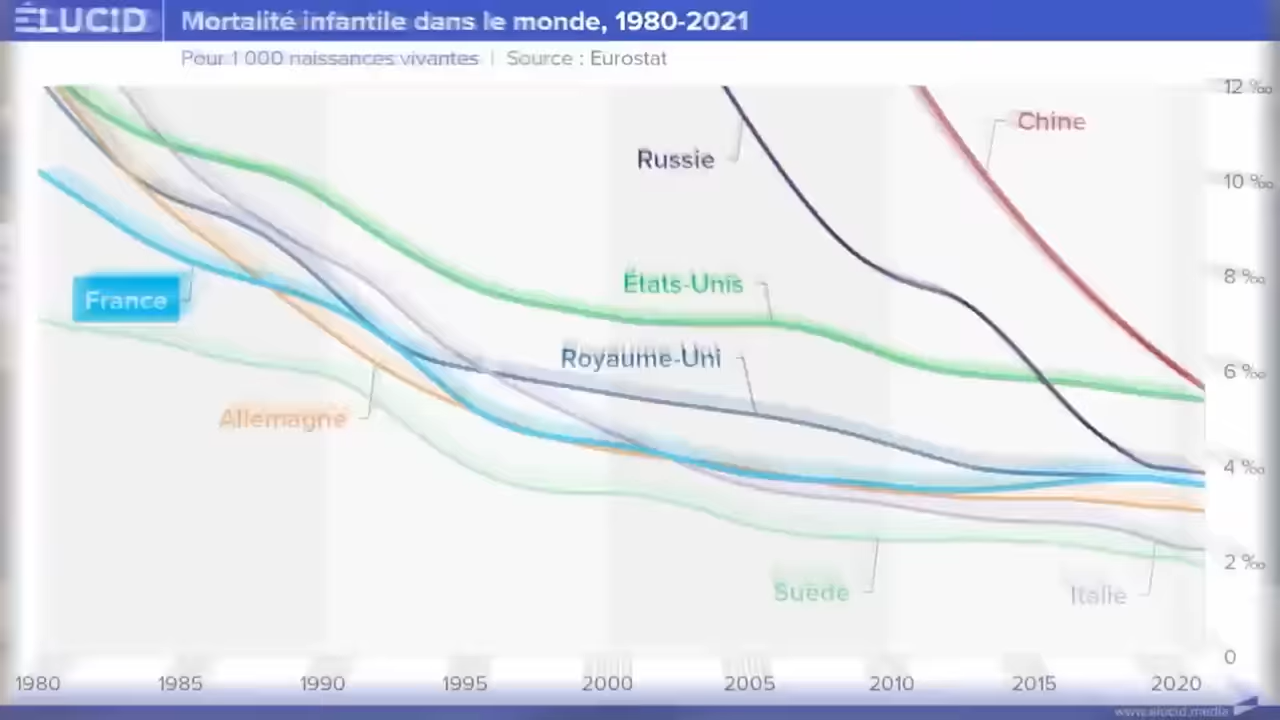 ÉLUCID
Mortalité infantile dans le monde, 1980-2021
Pour 1 000 naissances vivantes | Source : Eurostat
12 ‰
Chine
Russie
10 ‰
États-Unis
8 ‰
France
Royaume-Uni
6 ‰
Allemagne
4 ‰
Suède
Italie
2 ‰
0
1980 1985 1990 1995 2000 2005 2010 2015 2020
www.elucid.media